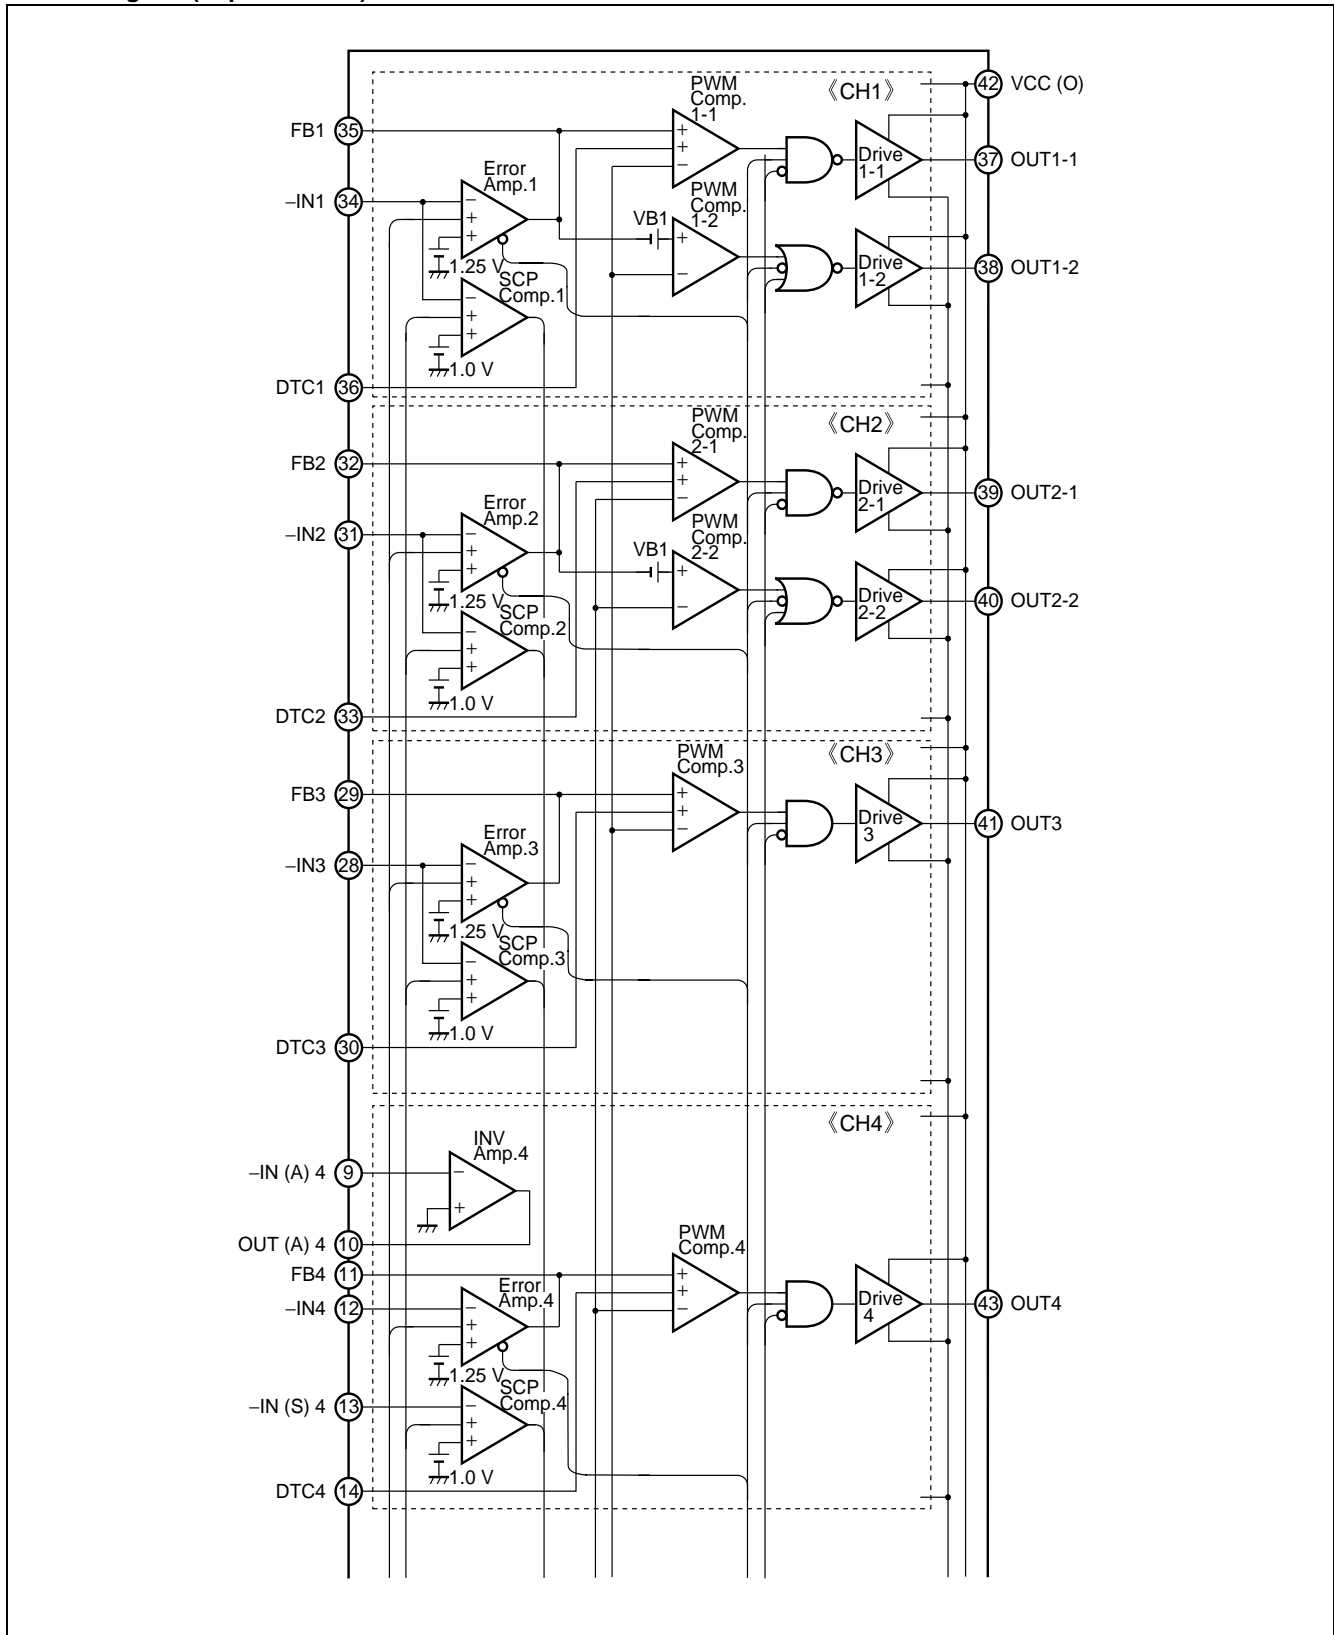 《CH1》
42 VCC (O)
PWM
Comp.
1-1
FB1 35
+
+
−
Drive
1-1
37 OUT1-1
Error
Amp.1
−IN1 34
−
+
+
1.25 V
PWM
Comp.
1-2
VB1
+
−
Drive
1-2
38 OUT1-2
SCP
Comp.1
−
+
+
1.0 V
DTC1 36
《CH2》
PWM
Comp.
2-1
FB2 32
+
+
−
Drive
2-1
39 OUT2-1
Error
Amp.2
−IN2 31
−
+
+
1.25 V
PWM
Comp.
2-2
VB1
+
−
Drive
2-2
40 OUT2-2
SCP
Comp.2
−
+
+
1.0 V
DTC2 33
《CH3》
PWM
Comp.3
FB3 29
+
+
−
Drive
3
41 OUT3
Error
Amp.3
−IN3 28
−
+
+
1.25 V
SCP
Comp.3
−
+
+
1.0 V
DTC3 30
《CH4》
INV
Amp.4
−IN (A) 4 9
−
+
OUT (A) 4 10
PWM
Comp.4
FB4 11
+
+
−
Drive
4
43 OUT4
Error
Amp.4
−IN4 12
−
+
+
1.25 V
SCP
Comp.4
−IN (S) 4 13
−
+
+
1.0 V
DTC4 14